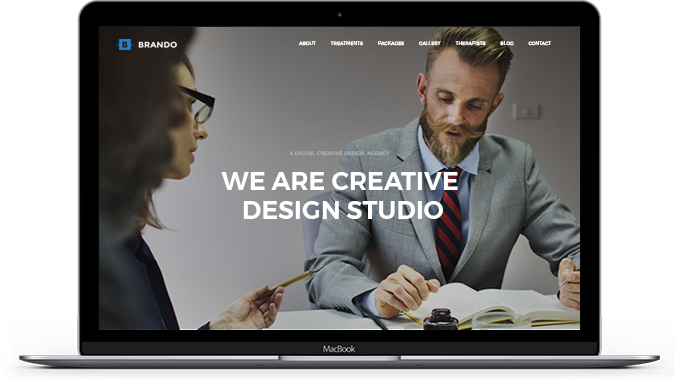 B BRANDO
ABOUT TREATMENTS PACKAGES GALLERY THERAPISTS BLOG CONTACT
A DIGITAL CREATIVE DESIGN AGENCY
WE ARE CREATIVE
DESIGN STUDIO
MacBook